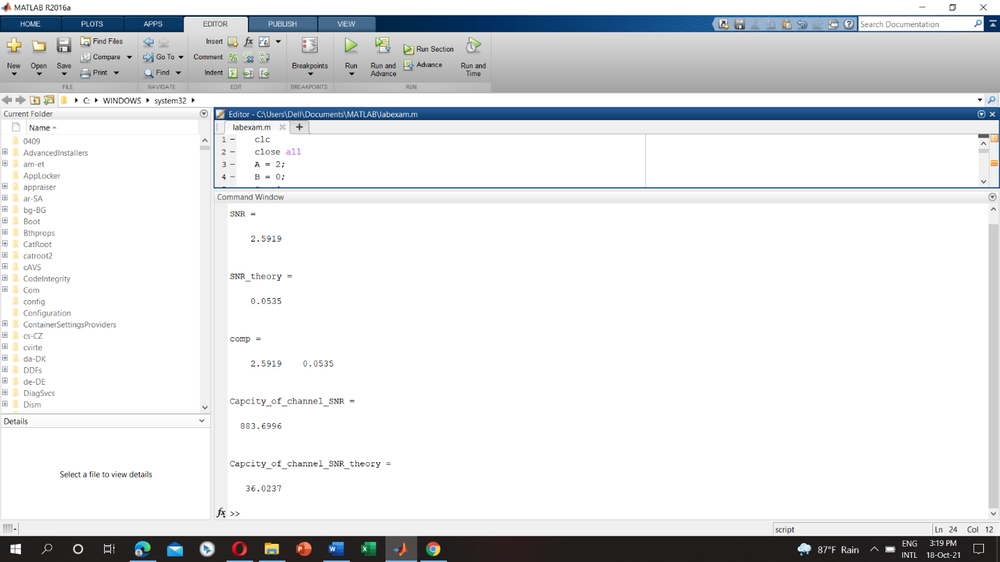 MATLAB R2016a
HOME PLOTS APPS EDITOR PUBLISH VIEW
Search Documentation
New
Open
Save
Find Files
Compare
Print
FILE
Go To
Find
NAVIGATE
Insert
Comment
Indent
EDIT
Breakpoints
BREAKPOINTS
Run
Run and
Advance
Run Section
Advance
Run and
Time
RUN
C: WINDOWS system32
Current Folder
Name
0409
AdvancedInstallers
am-et
AppLocker
appraiser
ar-SA
bg-BG
Boot
Bthprops
CatRoot
catroot2
cAVS
CodeIntegrity
Com
config
Configuration
ContainerSettingsProviders
cs-CZ
cvirte
da-DK
DDFs
de-DE
DiagSvcs
Dism
Details
Select a file to view details
Editor - C:\Users\Dell\Documents\MATLAB\labexam.m
labexam.m
1 – clc
2 – close all
3 – A = 2;
4 – B = 0;
Command Window
SNR =
2.5919
SNR_theory =
0.0535
comp =
2.5919 0.0535
Capcity_of_channel_SNR =
883.6996
Capcity_of_channel_SNR_theory =
36.0237
fx >>
script Ln 24 Col 12
87°F Rain
ENG
INTL
3:19 PM
18-Oct-21